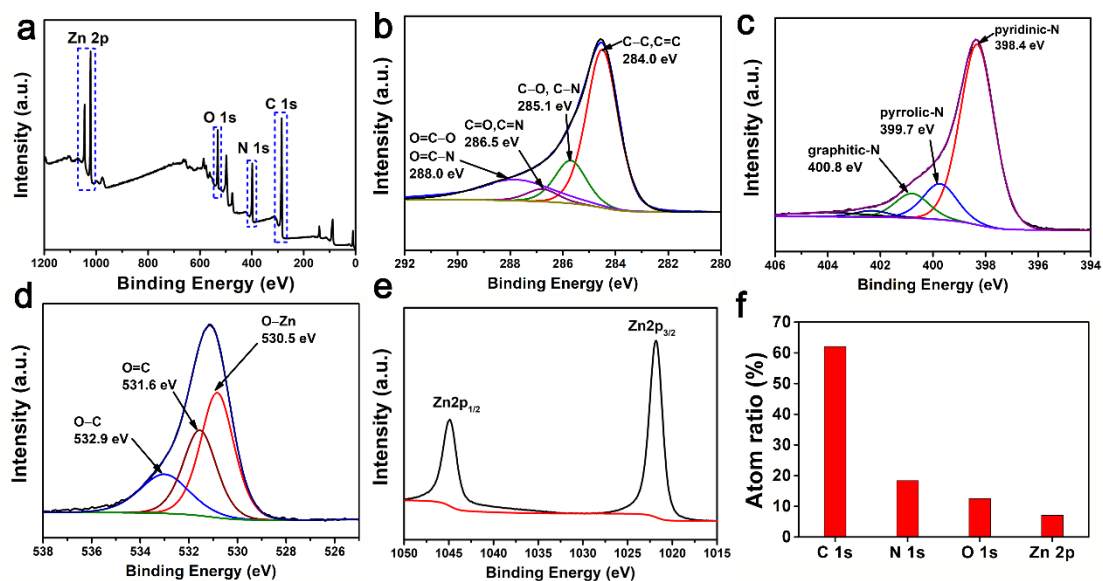 a
Zn 2p
O 1s
N 1s
C 1s
Intensity (a.u.)
1200 1000 800 600 400 200 0
Binding Energy (eV)
b
C–C,C=C
284.0 eV
C–O, C–N
285.1 eV
C=O,C=N
286.5 eV
O=C–O
O=C–N
288.0 eV
Intensity (a.u.)
292 290 288 286 284 282 280
Binding Energy (eV)
c
pyridinic-N
398.4 eV
pyrrolic-N
399.7 eV
graphitic-N
400.8 eV
Intensity (a.u.)
406 404 402 400 398 396 394
Binding Energy (eV)
d
O–Zn
530.5 eV
O=C
531.6 eV
O–C
532.9 eV
Intensity (a.u.)
538 536 534 532 530 528 526
Binding Energy (eV)
e
Zn2p3/2
Zn2p1/2
Intensity (a.u.)
1050 1045 1040 1035 1030 1025 1020 1015
Binding Energy (eV)
f
Atom ratio (%)
70
60
50
40
30
20
10
0
C 1s N 1s O 1s Zn 2p